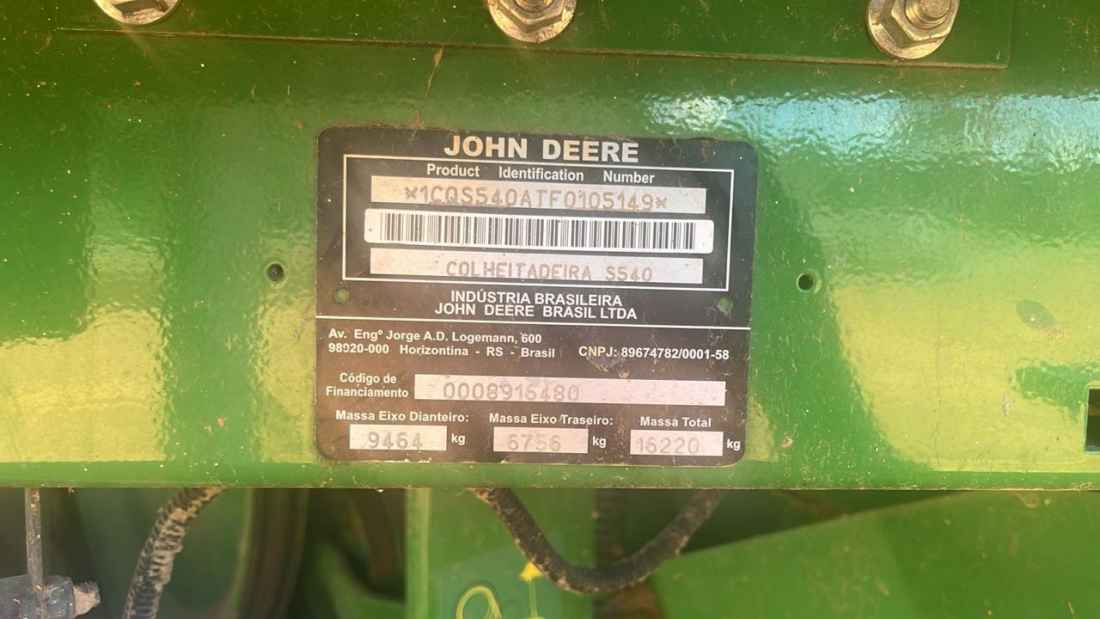 JOHN DEERE
Product Identification Number
*1CQS540ATF0105149*
COLHEITADEIRA S540
INDÚSTRIA BRASILEIRA
JOHN DEERE BRASIL LTDA
Av. Engº Jorge A.D. Logemann, 600
98920-000 Horizontina - RS - Brasil CNPJ: 89674782/0001-58
Código de
Financiamento 0008915480
Massa Eixo Dianteiro: Massa Eixo Traseiro: Massa Total
9464 kg 6756 kg 16220 kg